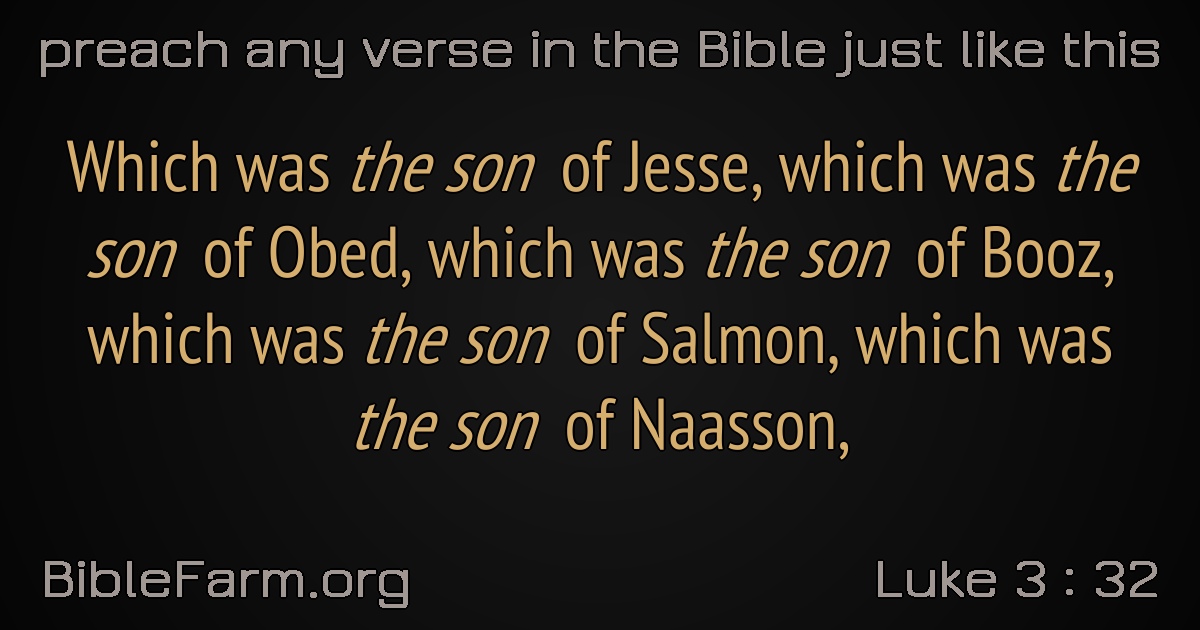 preach any verse in the Bible just like this
Which was the son of Jesse, which was the
son of Obed, which was the son of Booz,
which was the son of Salmon, which was
the son of Naasson,
BibleFarm.org
Luke 3 : 32